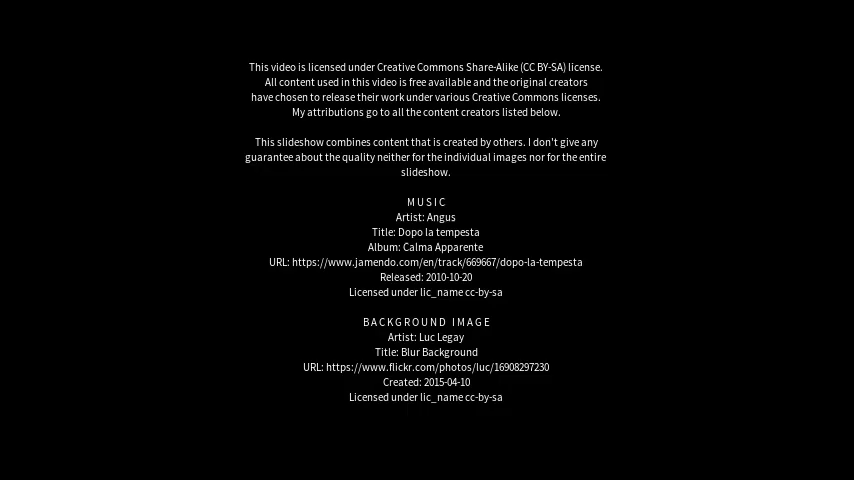 This video is licensed under Creative Commons Share-Alike (CC BY-SA) license.
All content used in this video is free available and the original creators
have chosen to release their work under various Creative Commons licenses.
My attributions go to all the content creators listed below.
This slideshow combines content that is created by others. I don't give any
guarantee about the quality neither for the individual images nor for the entire
slideshow.
MUSIC
Artist: Angus
Title: Dopo la tempesta
Album: Calma Apparente
URL: https://www.jamendo.com/en/track/669667/dopo-la-tempesta
Released: 2010-10-20
Licensed under lic_name cc-by-sa
BACKGROUND IMAGE
Artist: Luc Legay
Title: Blur Background
URL: https://www.flickr.com/photos/luc/16908297230
Created: 2015-04-10
Licensed under lic_name cc-by-sa